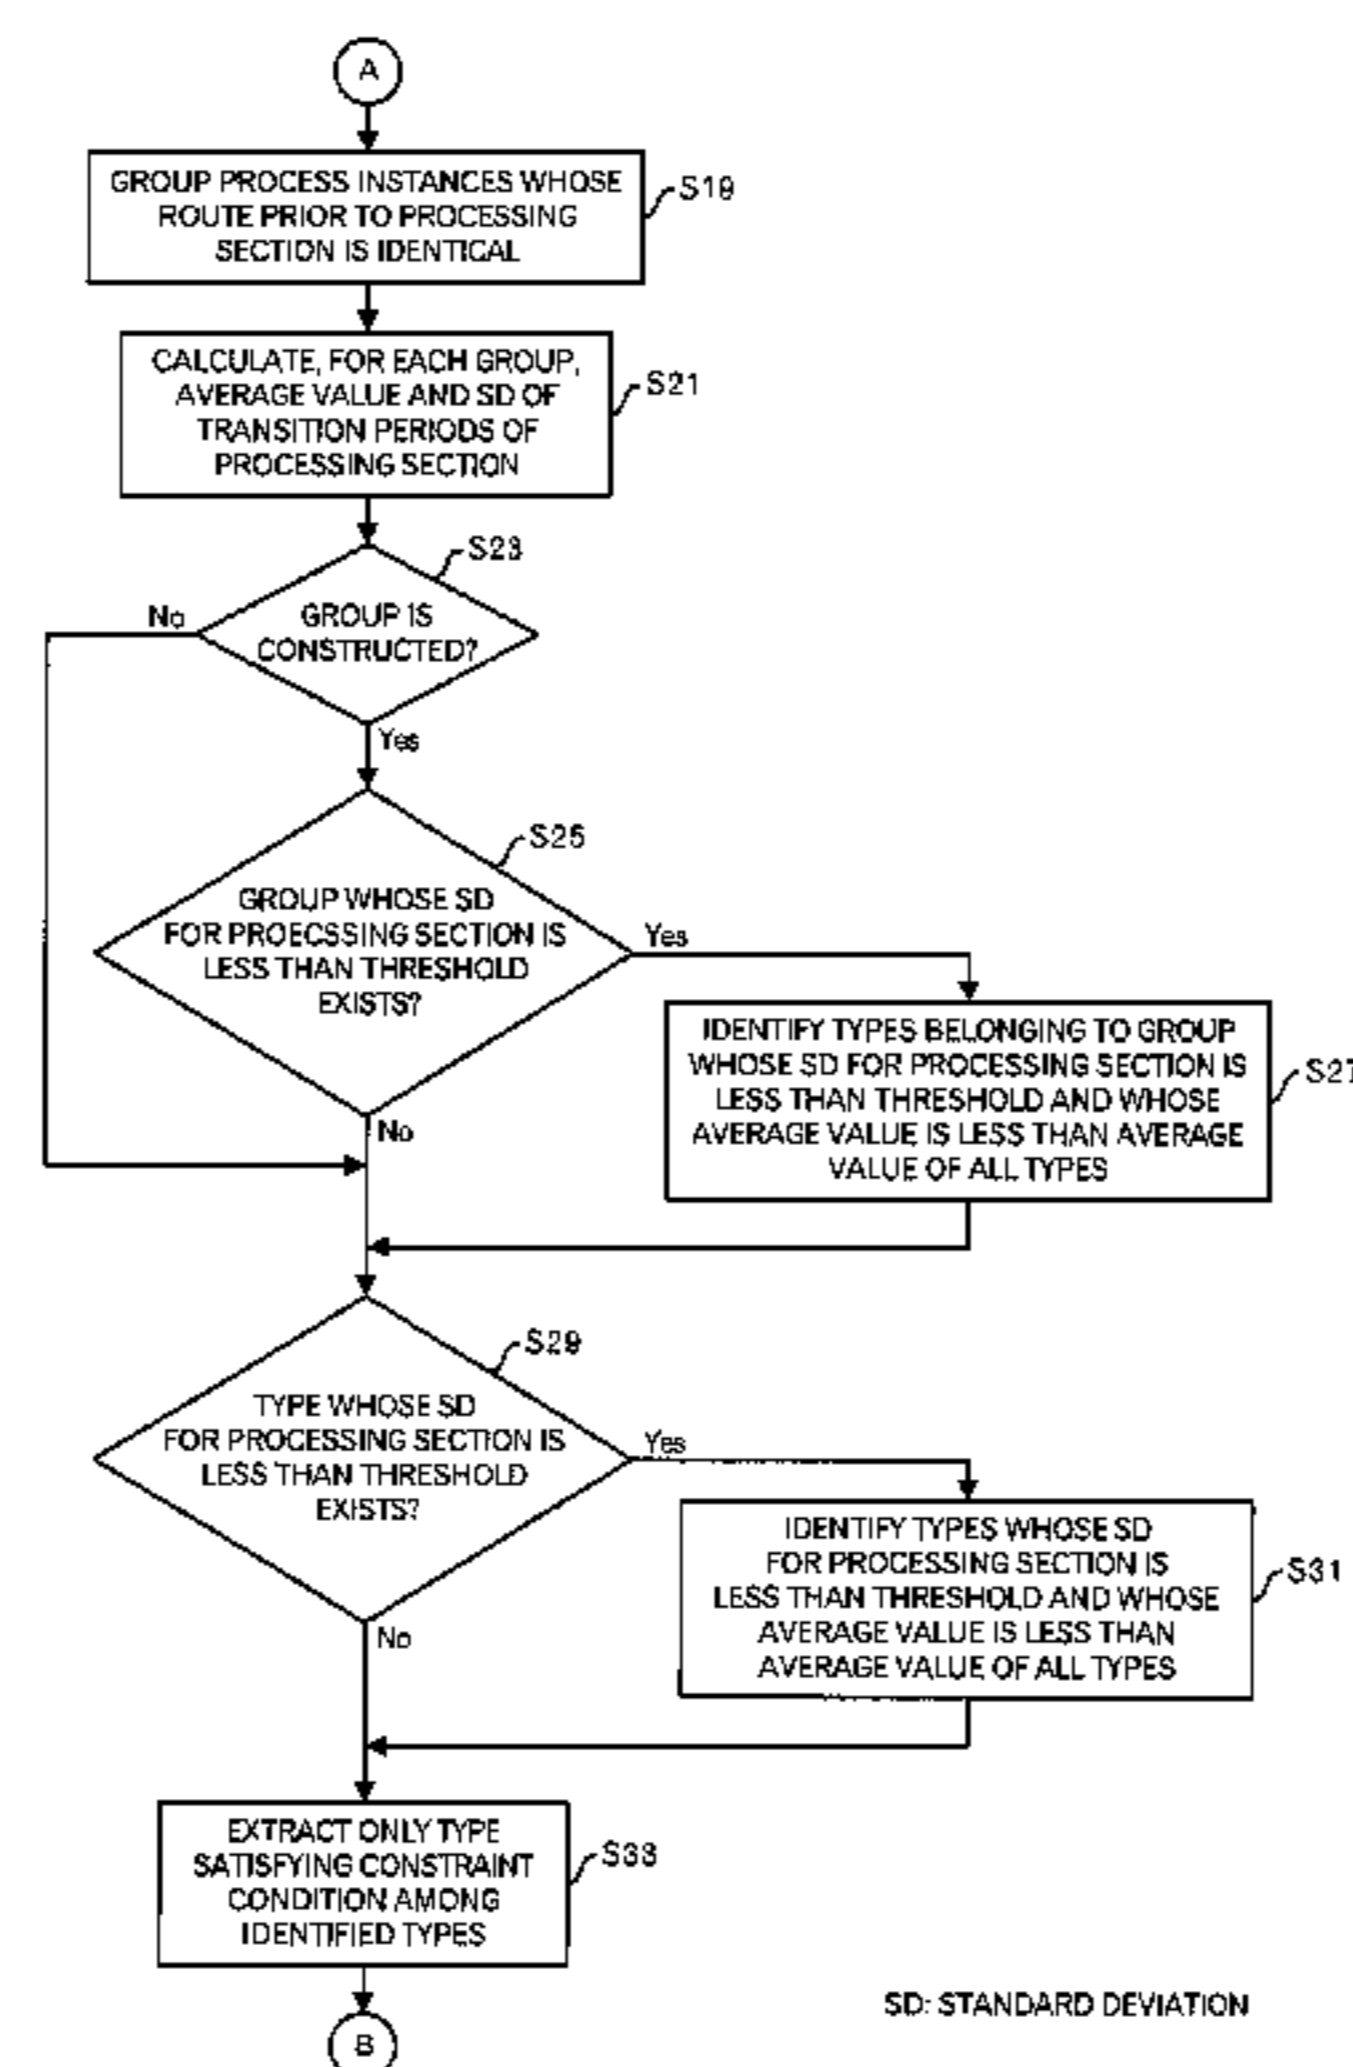 A
GROUP PROCESS INSTANCES WHOSE
ROUTE PRIOR TO PROCESSING
SECTION IS IDENTICAL
S19
CALCULATE, FOR EACH GROUP,
AVERAGE VALUE AND SD OF
TRANSITION PERIODS OF
PROCESSING SECTION
S21
S23
GROUP IS
CONSTRUCTED?
No
Yes
S25
GROUP WHOSE SD
FOR PROECSSING SECTION IS
LESS THAN THRESHOLD
EXISTS?
Yes
No
IDENTIFY TYPES BELONGING TO GROUP
WHOSE SD FOR PROCESSING SECTION IS
LESS THAN THRESHOLD AND WHOSE
AVERAGE VALUE IS LESS THAN AVERAGE
VALUE OF ALL TYPES
S27
S29
TYPE WHOSE SD
FOR PROCESSING SECTION IS
LESS THAN THRESHOLD
EXISTS?
Yes
No
IDENTIFY TYPES WHOSE SD
FOR PROCESSING SECTION IS
LESS THAN THRESHOLD AND WHOSE
AVERAGE VALUE IS LESS THAN
AVERAGE VALUE OF ALL TYPES
S31
EXTRACT ONLY TYPE
SATISFYING CONSTRAINT
CONDITION AMONG
IDENTIFIED TYPES
S33
B
SD: STANDARD DEVIATION